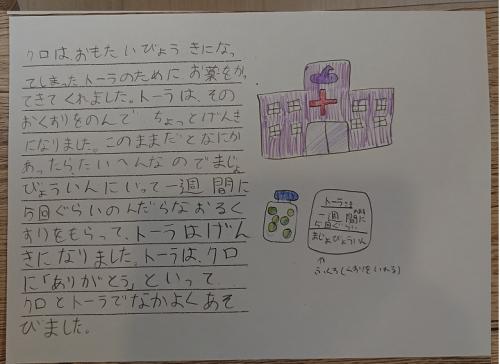 クロは、おもたいびょうきになっ
てしまったトーラのためにお薬をかっ
てきてくれました。トーラは、その
おくすりをのんでちょっとげんき
になりました。このままだとなにか
あったら、たいへんなのでまじょ
びょういんにいって一週間に
5回ぐらいのんだらなおるく
すりをもらって、トーラはげん
きになりました。トーラは、クロ
に「ありがとう」といって
クロとトーラでなかよくあそ
びました。
トーラさま
一週間に
5回ぐらい
まじょびょういん
ふくろ(くすりをいれる)